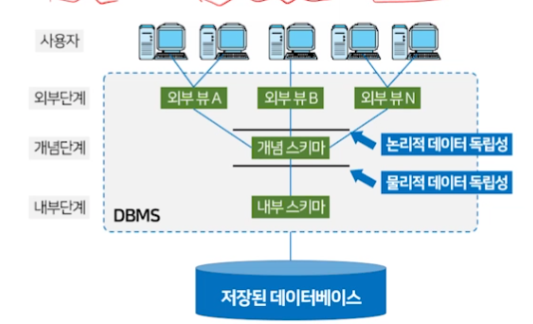 사용자
외부단계
외부 뷰 A
외부 뷰 B
외부 뷰 N
개념단계
개념 스키마
논리적 데이터 독립성
물리적 데이터 독립성
내부단계
내부 스키마
DBMS
저장된 데이터베이스